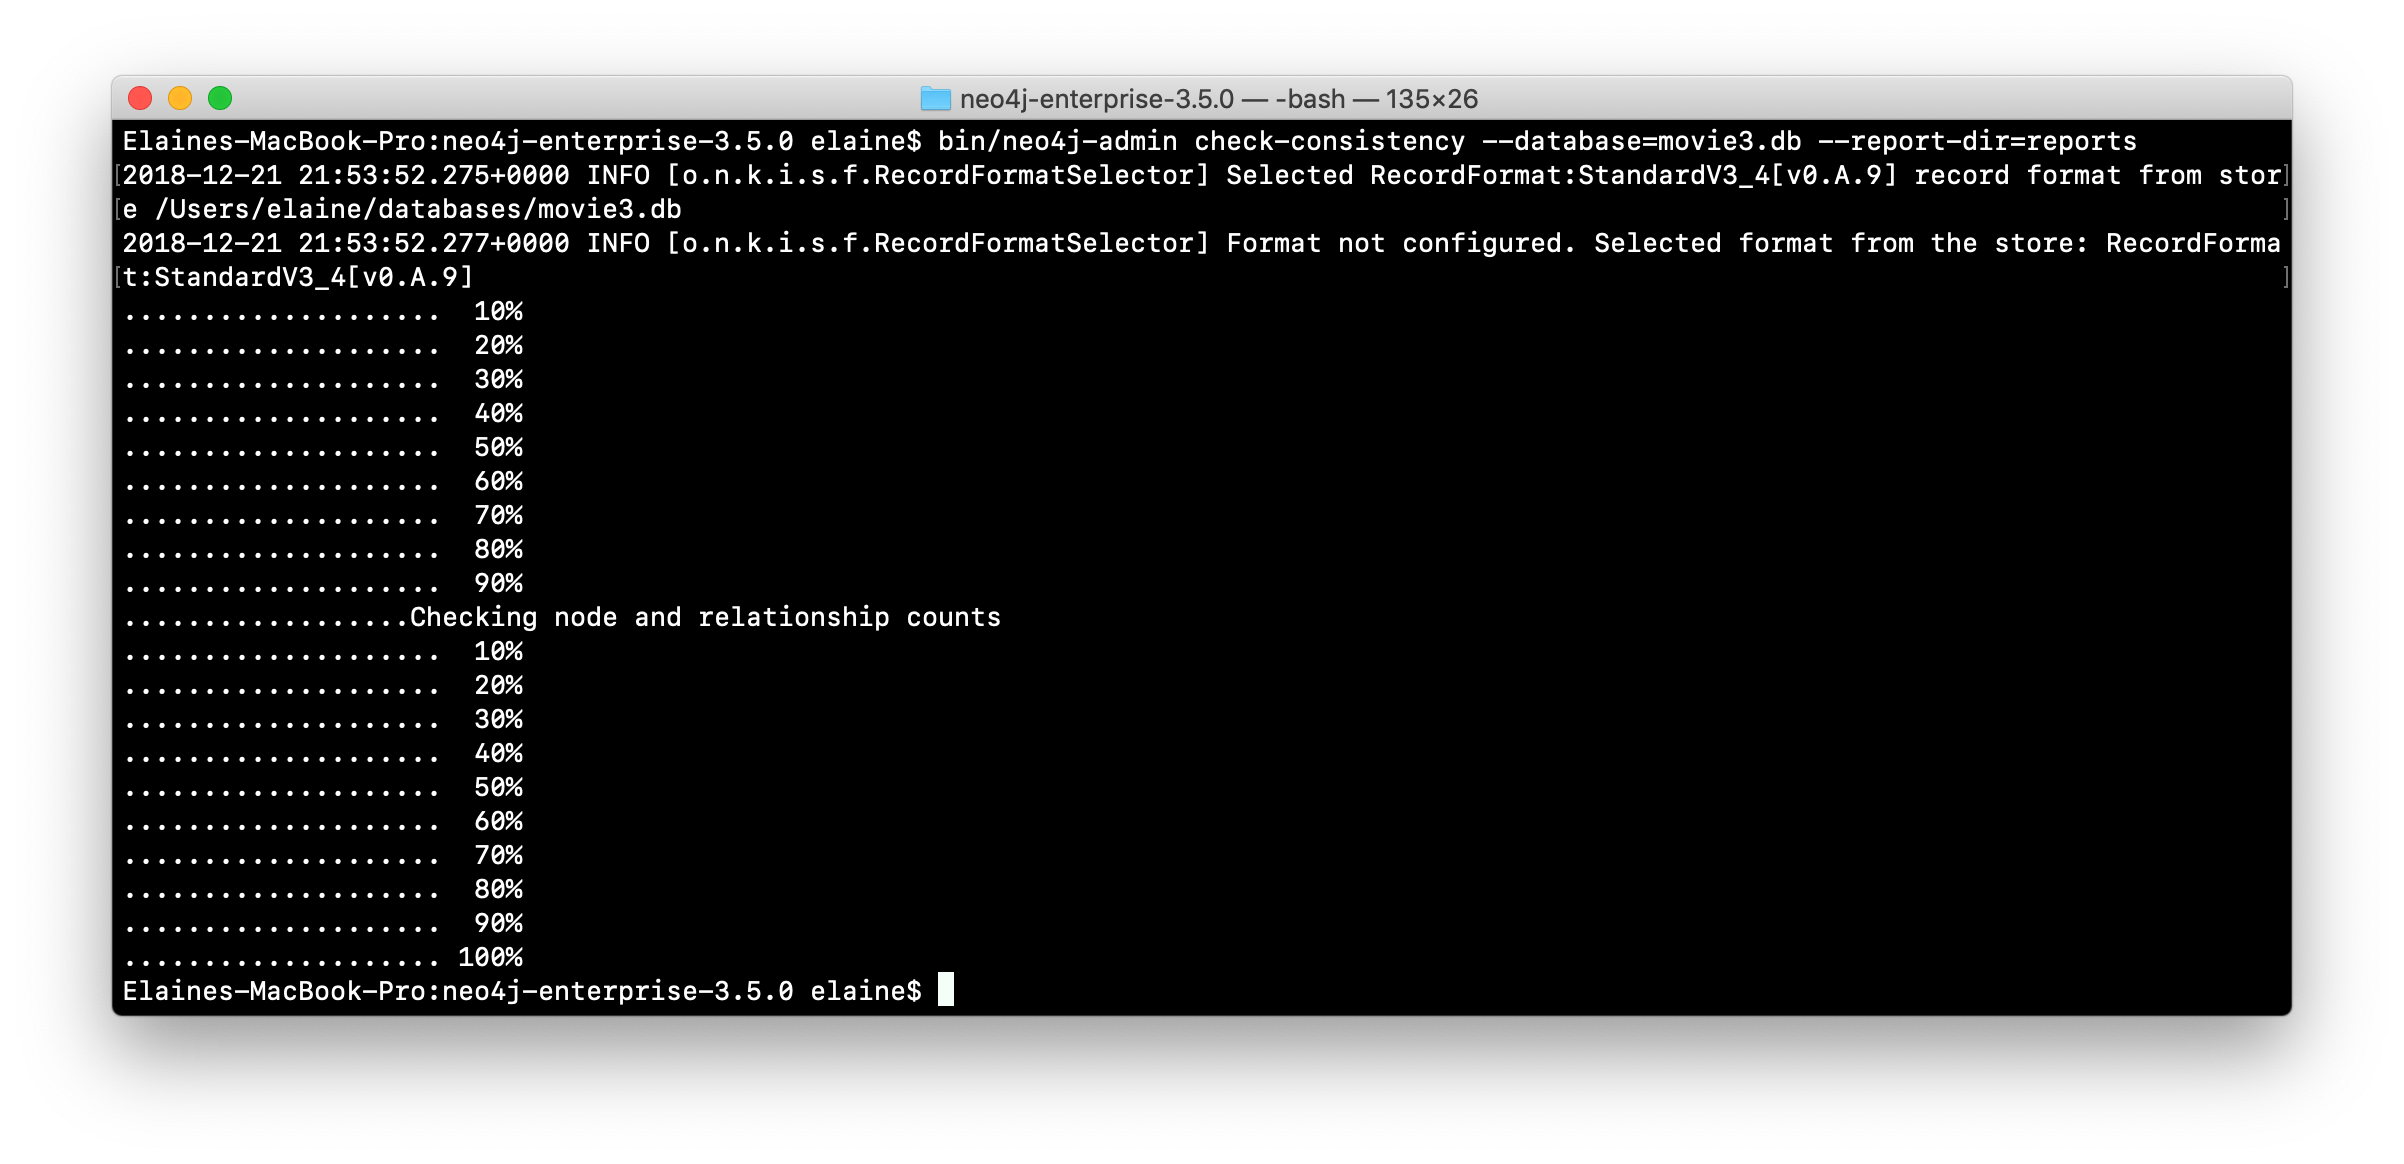 neo4j-enterprise-3.5.0 — -bash — 135×26
Elaines-MacBook-Pro:neo4j-enterprise-3.5.0 elaine$ bin/neo4j-admin check-consistency --database=movie3.db --report-dir=reports
[2018-12-21 21:53:52.275+0000 INFO [o.n.k.i.s.f.RecordFormatSelector] Selected RecordFormat:StandardV3_4[v0.A.9] record format from stor]
[e /Users/elaine/databases/movie3.db ]
2018-12-21 21:53:52.277+0000 INFO [o.n.k.i.s.f.RecordFormatSelector] Format not configured. Selected format from the store: RecordForma
[t:StandardV3_4[v0.A.9] ]
....................  10%
....................  20%
....................  30%
....................  40%
....................  50%
....................  60%
....................  70%
....................  80%
....................  90%
..................Checking node and relationship counts
....................  10%
....................  20%
....................  30%
....................  40%
....................  50%
....................  60%
....................  70%
....................  80%
....................  90%
.................... 100%
Elaines-MacBook-Pro:neo4j-enterprise-3.5.0 elaine$